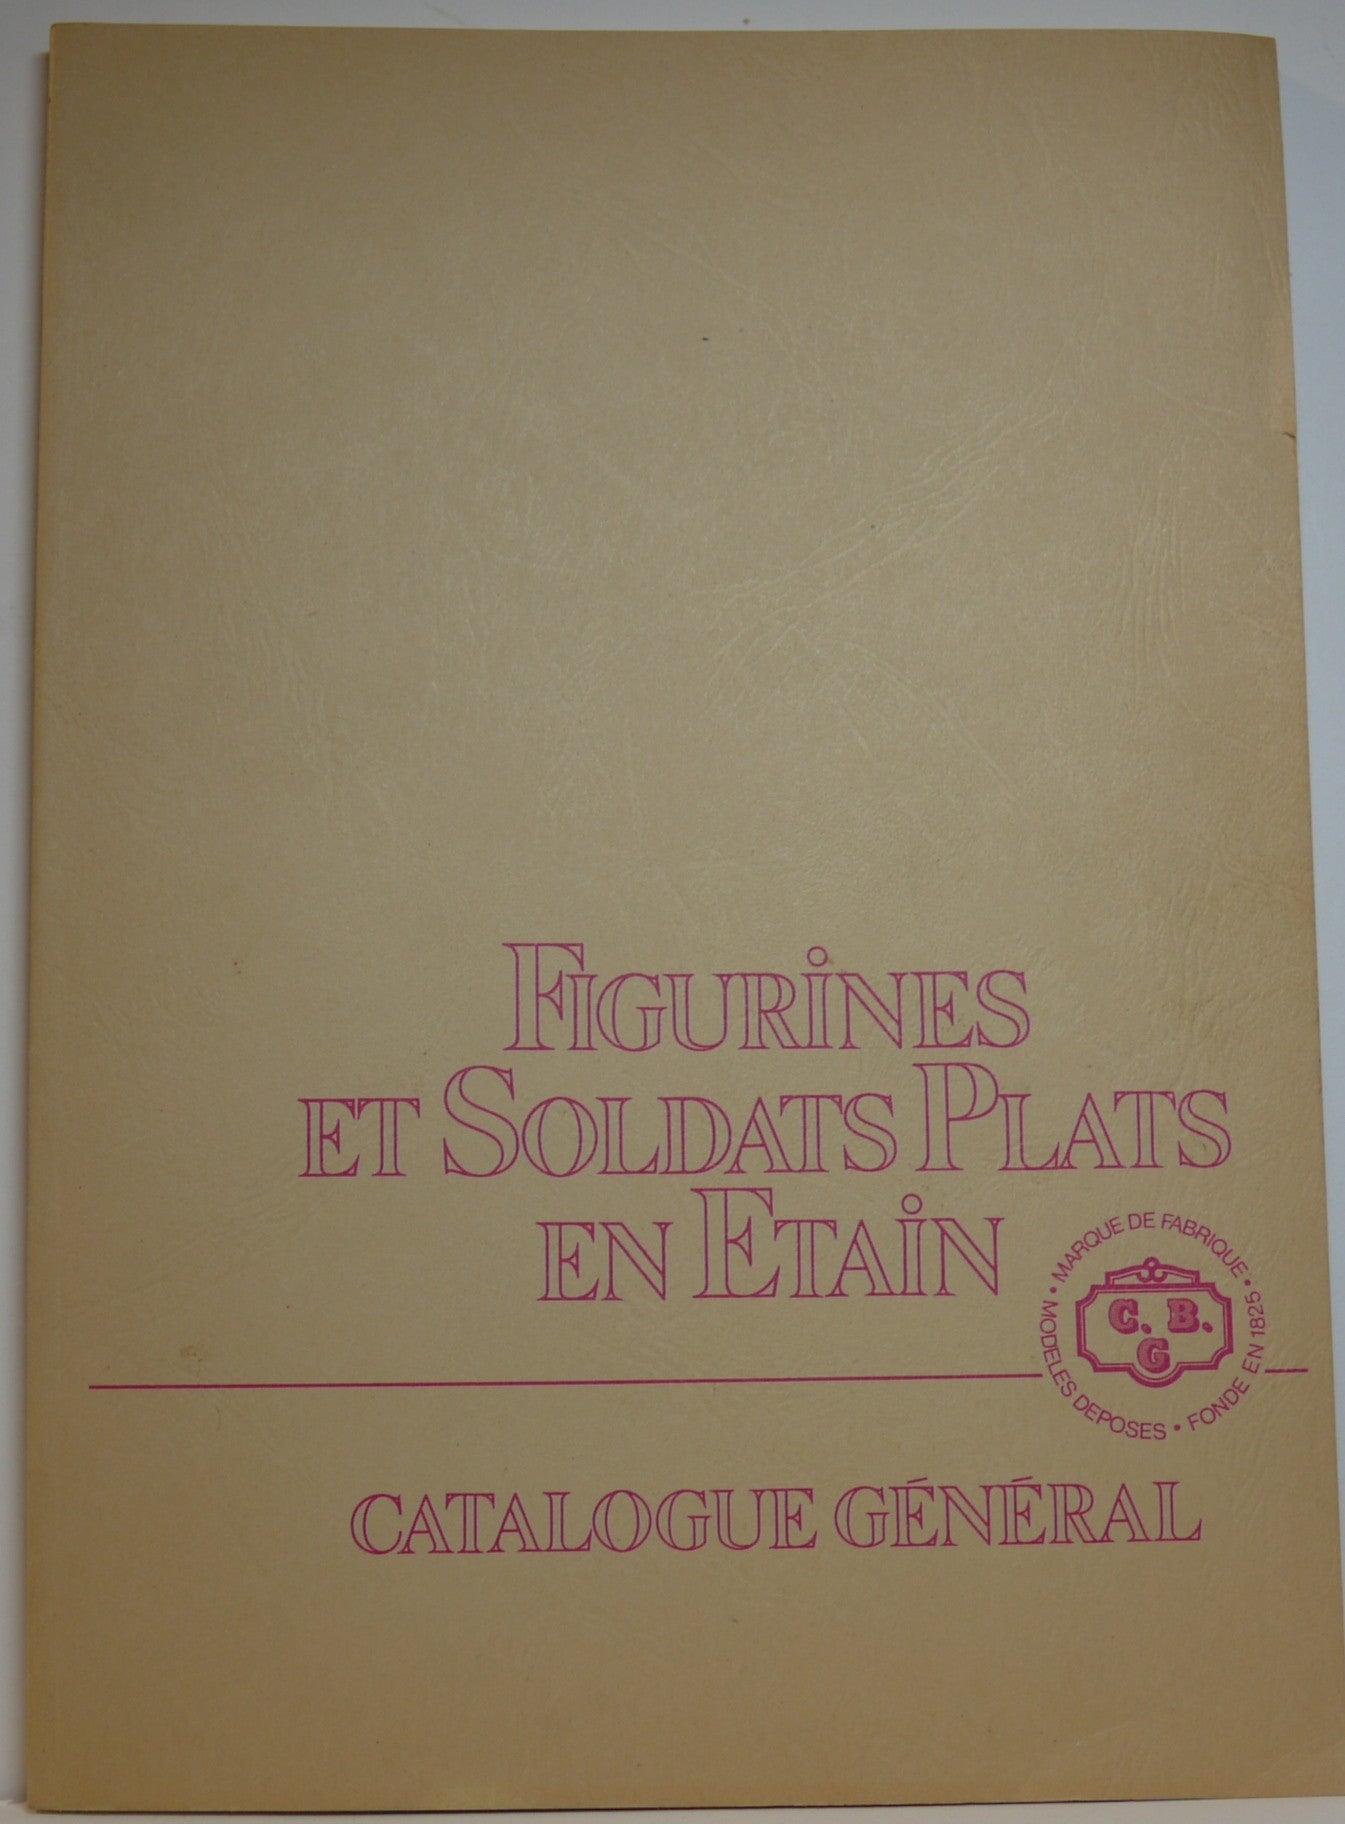 FIGURINES
ET SOLDATS PLATS
EN ETAIN
MARQUE DE FABRIQUE • FONDE EN 1825 • MODELES DEPOSES •
C. B.
G
CATALOGUE GÉNÉRAL